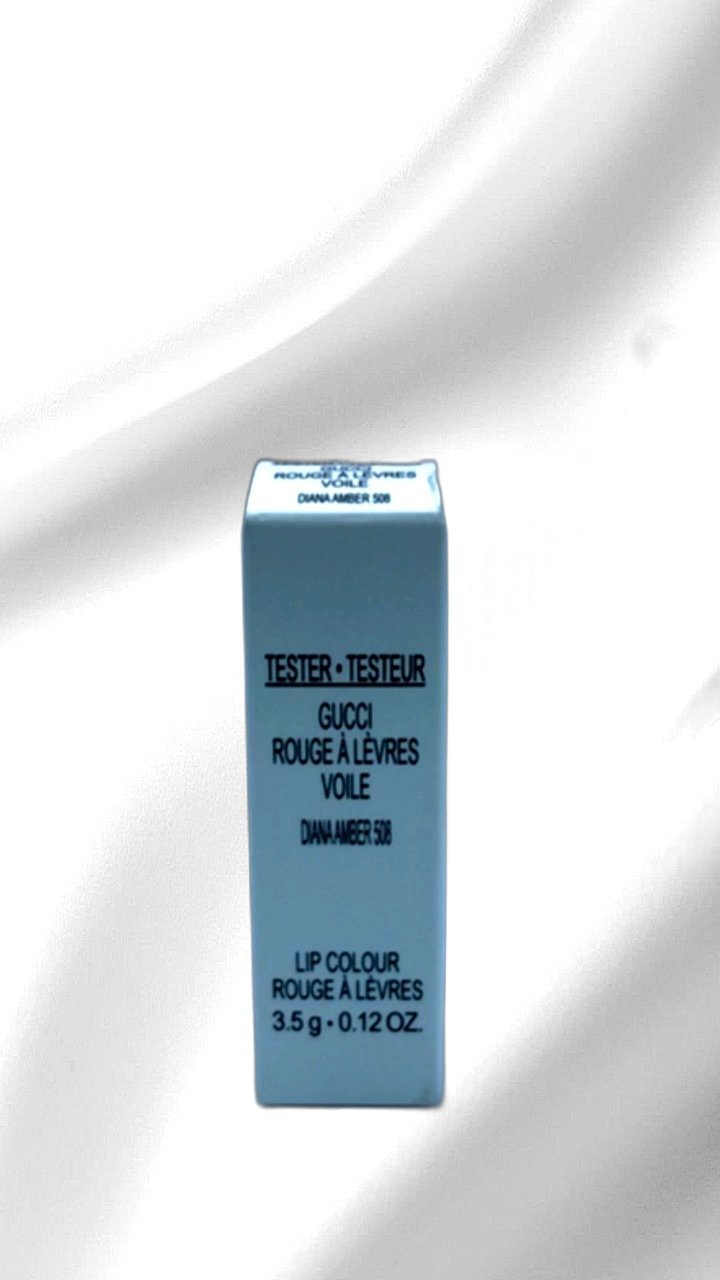 GUCCI
ROUGE À LÈVRES
VOILE
DIANA AMBER 508
TESTER • TESTEUR
GUCCI
ROUGE À LÈVRES
VOILE
DIANA AMBER 508
LIP COLOUR
ROUGE À LÈVRES
3.5 g • 0.12 OZ.